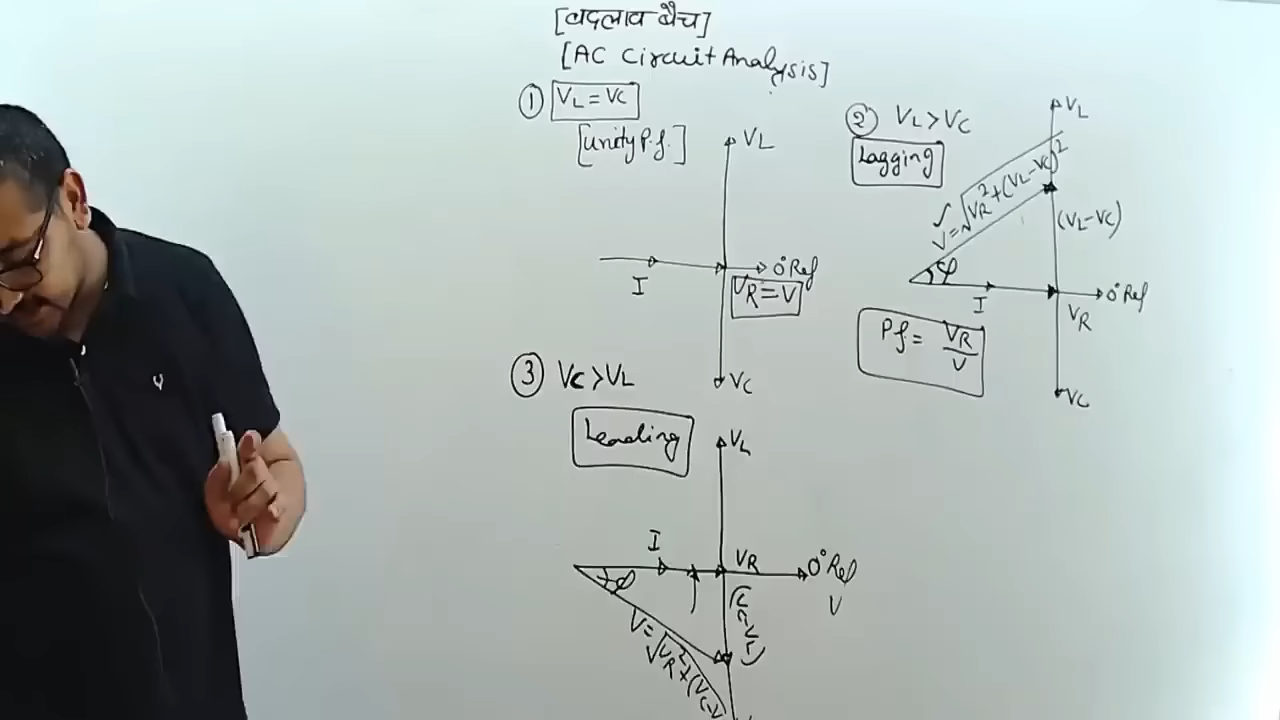 [बदलाव बैच]
[AC Circuit Analysis]
① VL = VC
[Unity P.f.]
VL
I
0° Ref
VR = V
VC
② VL > VC
Lagging
VL
V = √VR² + (VL - VC)²
(VL - VC)
φ
I
0° Ref
VR
Pf = VR/V
VC
③ VC > VL
Leading
VL
I
VR
0° Ref
φ
V
V = √VR² + (VC